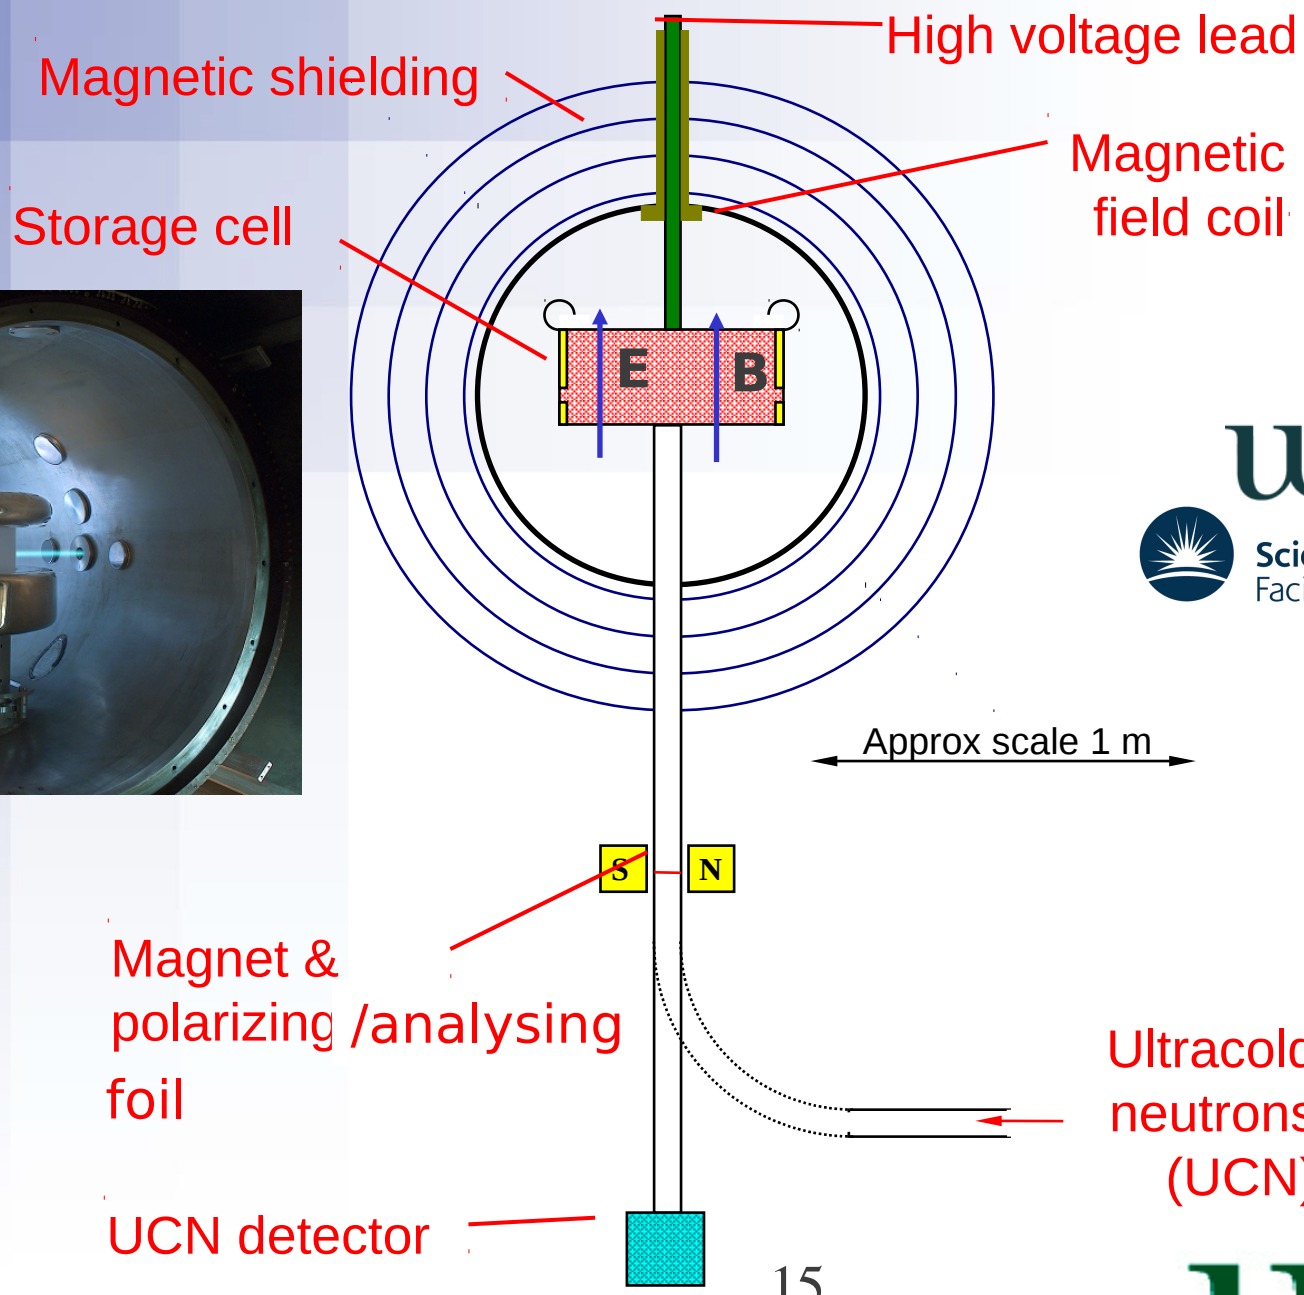 High voltage lead
Magnetic shielding
Magnetic
field coil
Storage cell
E
B
Approx scale 1 m
S
N
Magnet &
polarizing /analysing
foil
Ultracold
neutrons
(UCN)
UCN detector
15